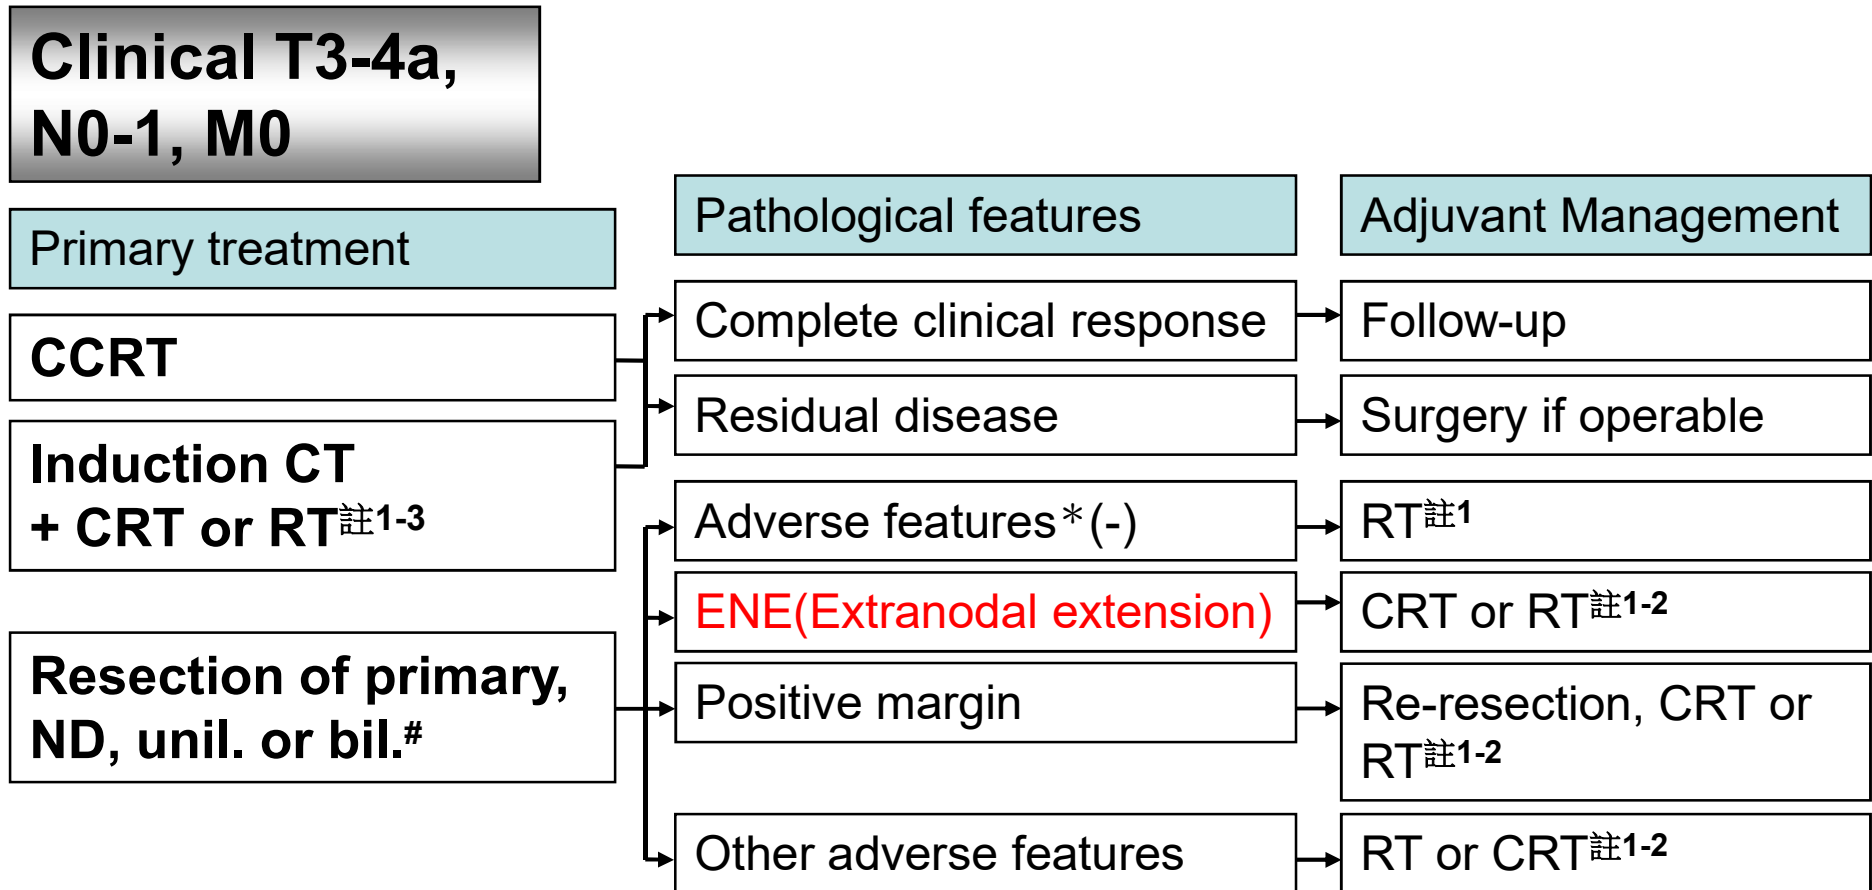 Clinical T3-4a,
N0-1, M0
Primary treatment
Pathological features
Adjuvant Management
CCRT
Induction CT
+ CRT or RT註1-3
Resection of primary,
ND, unil. or bil.#
Complete clinical response
Follow-up
Residual disease
Surgery if operable
Adverse features*(-)
RT註1
ENE(Extranodal extension)
CRT or RT註1-2
Positive margin
Re-resection, CRT or
RT註1-2
Other adverse features
RT or CRT註1-2